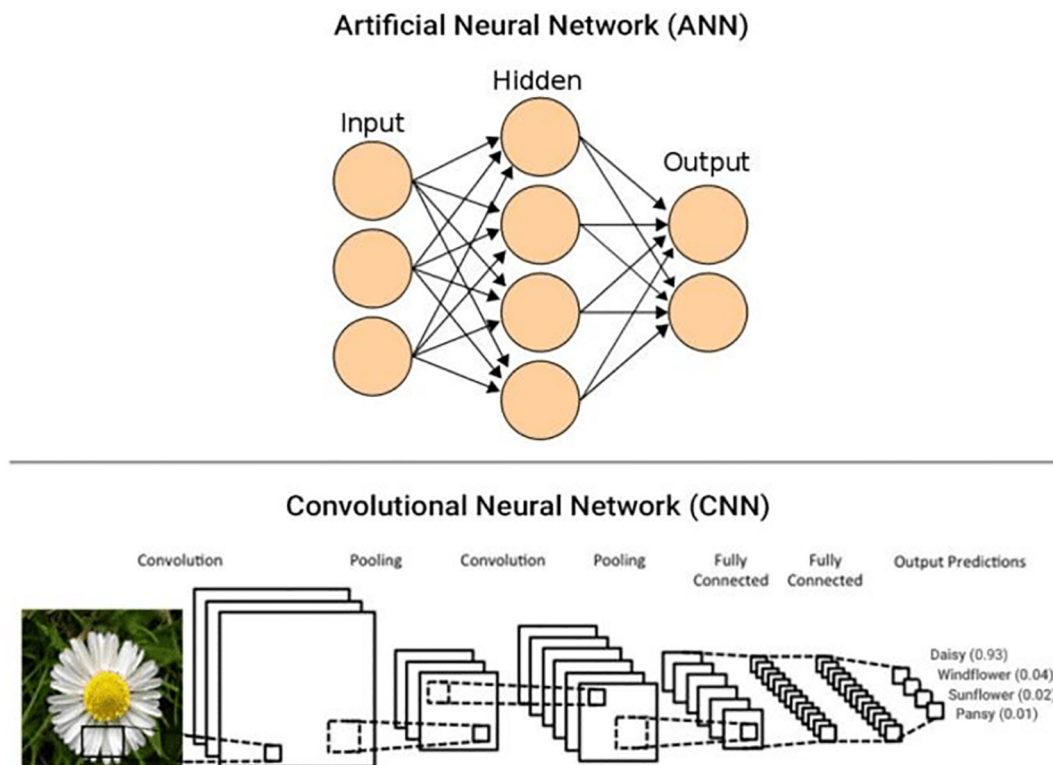 Artificial Neural Network (ANN)
Hidden
Input
Output
Convolutional Neural Network (CNN)
Convolution
Pooling
Convolution
Pooling
Fully
Connected
Fully
Connected
Output Predictions
Daisy (0.93)
Windflower (0.04)
Sunflower (0.02)
Pansy (0.01)